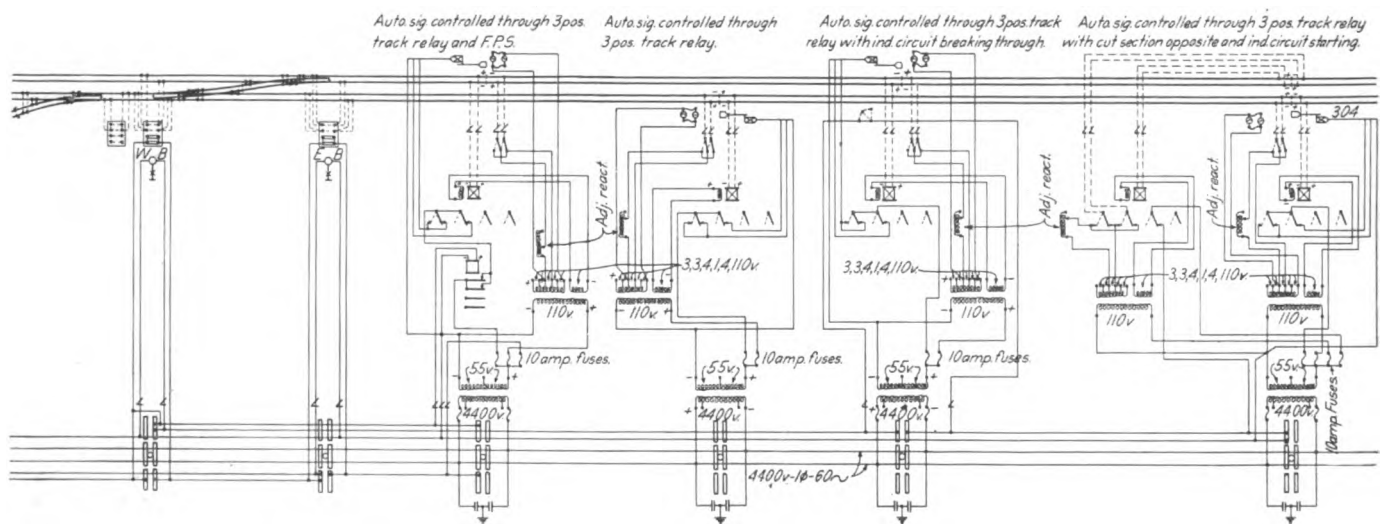 Auto. sig. controlled through 3 pos.
track relay and F.P.S.
Auto. sig. controlled through
3 pos. track relay.
Auto. sig. controlled through 3 pos. track
relay with ind. circuit breaking through.
Auto. sig. controlled through 3 pos. track relay
with cut section opposite and ind. circuit starting.
304
W B
E B
Adj. react.
Adj. react.
Adj. react.
3,3,4,1,4,110v.
3,3,4,1,4,110v.
3,3,4,1,4,110v.
110v.
110v.
110v.
110v
110v.
10 amp. fuses.
10 amp. fuses.
10 amp. Fuses.
55v.
55v.
55v.
55v.
4400v.
4400v.
4400v.
4400v.
4400v-1ϕ-60~